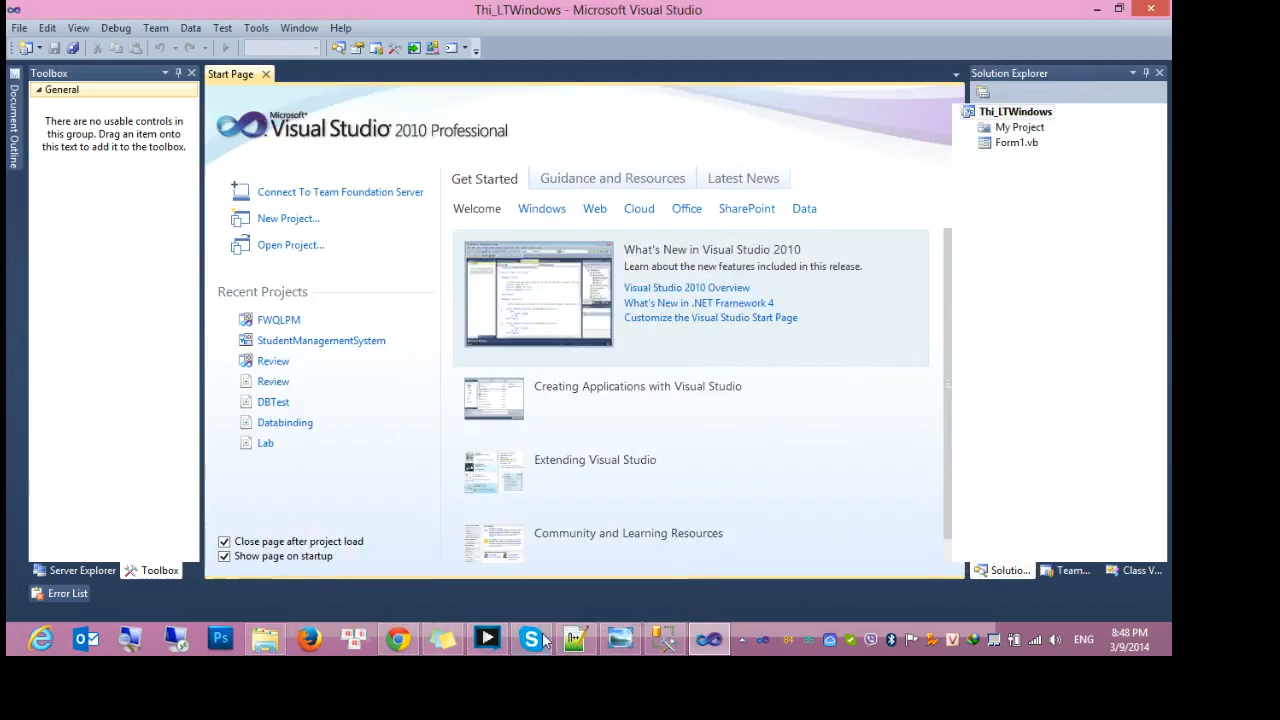 Thi_LTWindows - Microsoft Visual Studio
File Edit View Debug Team Data Test Tools Window Help
Toolbox
General
There are no usable controls in
this group. Drag an item onto
this text to add it to the toolbox.
Document Outline
Start Page
Microsoft
Visual Studio 2010 Professional
Connect To Team Foundation Server
New Project...
Open Project...
Recent Projects
FWQLPM
StudentManagementSystem
Review
Review
DBTest
Databinding
Lab
Close page after project load
Show page on startup
Get Started Guidance and Resources Latest News
Welcome Windows Web Cloud Office SharePoint Data
What's New in Visual Studio 2010
Learn about the new features included in this release.
Visual Studio 2010 Overview
What's New in .NET Framework 4
Customize the Visual Studio Start Page
Creating Applications with Visual Studio
Extending Visual Studio
Community and Learning Resources
Solution Explorer
Thi_LTWindows
My Project
Form1.vb
Server Explorer Toolbox
Solutio... Team... Class V...
Error List
Ps
84
ENG
8:48 PM
3/9/2014